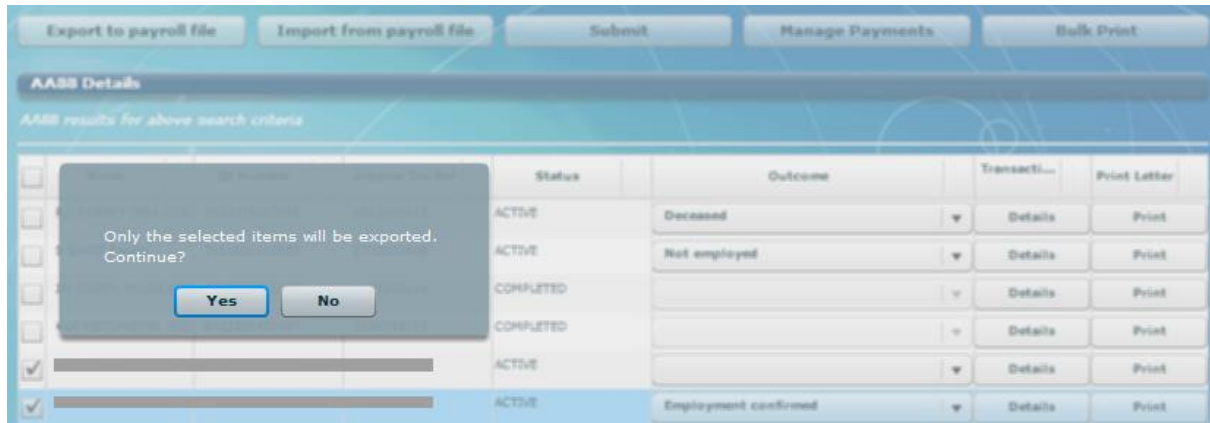 Export to payroll file
Import from payroll file
Submit
Manage Payments
Bulk Print
AA88 Details
AA88 results for above search criteria
Status
Outcome
Transacti...
Print Letter
ACTIVE
Deceased
Details
Print
ACTIVE
Not employed
Details
Print
COMPLETED
Details
Print
COMPLETED
Details
Print
ACTIVE
Details
Print
ACTIVE
Employment confirmed
Details
Print
Only the selected items will be exported.
Continue?
Yes
No